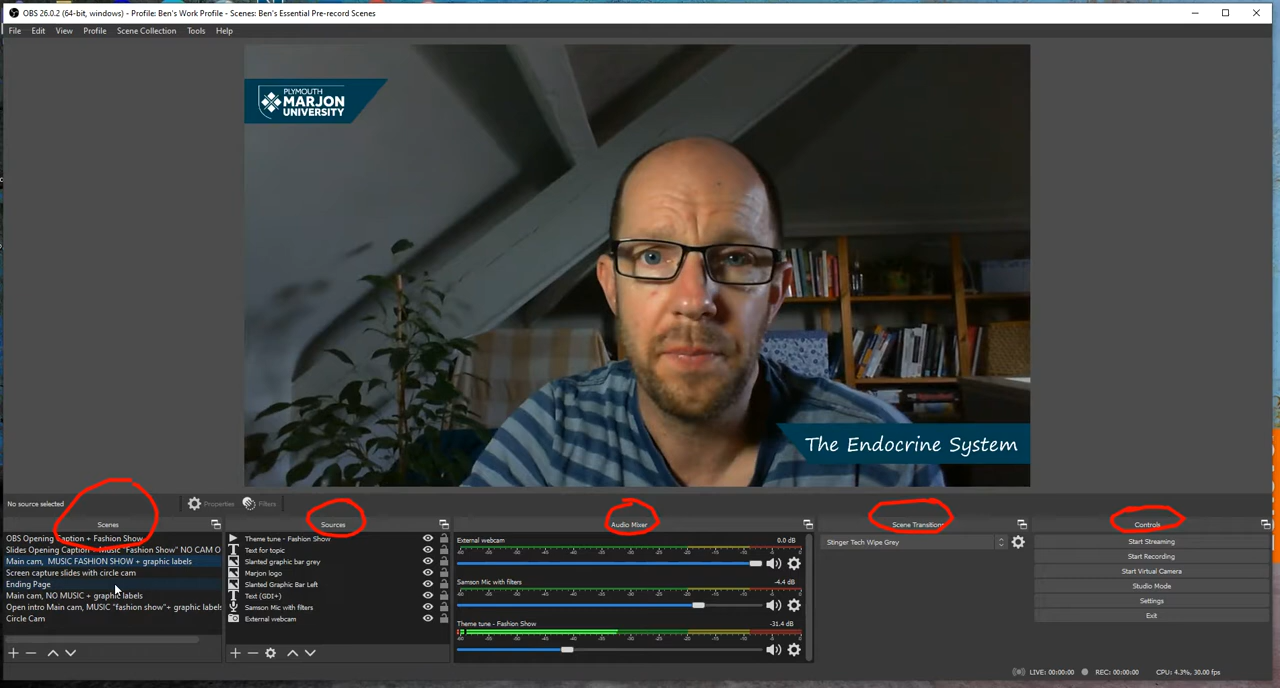 OBS 26.0.2 (64-bit, windows) - Profile: Ben's Work Profile - Scenes: Ben's Essential Pre-record Scenes
File Edit View Profile Scene Collection Tools Help
PLYMOUTH
MARJON
UNIVERSITY
The Endocrine System
No source selected Properties Filters
Scenes
OBS Opening Caption + Fashion Show
Slides Opening Caption + Music "Fashion Show" NO CAM O
Main cam, MUSIC FASHION SHOW + graphic labels
Screen capture slides with circle cam
Ending Page
Main cam, NO MUSIC + graphic labels
Open intro Main cam, MUSIC "fashion show"+ graphic labels
Circle Cam
Sources
Theme tune - Fashion Show
Text for topic
Slanted graphic bar grey
Marjon logo
Slanted Graphic Bar Left
Text (GDI+)
Samson Mic with filters
External webcam
Audio Mixer
External webcam 0.0 dB
Samson Mic with filters -4.4 dB
Theme tune - Fashion Show -31.4 dB
Scene Transitions
Stinger Tech Wipe Grey
Controls
Start Streaming
Start Recording
Start Virtual Camera
Studio Mode
Settings
Exit
LIVE: 00:00:00 REC: 00:00:00 CPU: 4.3%, 30.00 fps